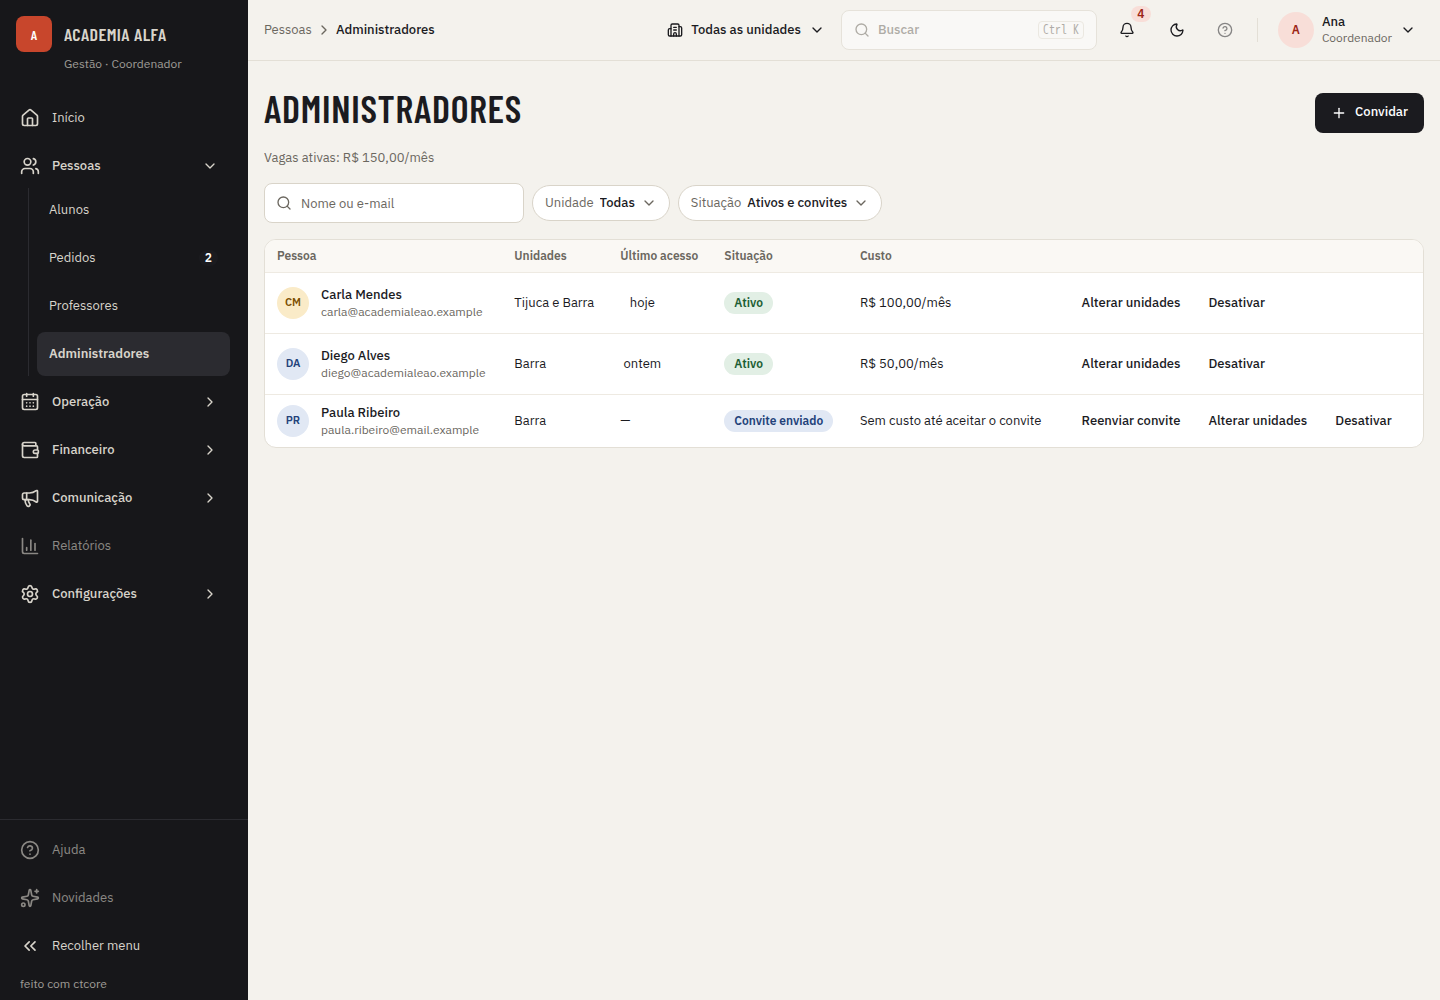 A
ACADEMIA ALFA
Gestão · Coordenador
Início
Pessoas
Alunos
Pedidos 2
Professores
Administradores
Operação
Financeiro
Comunicação
Relatórios
Configurações
Ajuda
Novidades
Recolher menu
feito com ctcore
Pessoas Administradores
Todas as unidades
Buscar Ctrl K
4
A
Ana
Coordenador
ADMINISTRADORES
Convidar
Vagas ativas: R$ 150,00/mês
Nome ou e-mail
Unidade Todas
Situação Ativos e convites
Pessoa Unidades Último acesso Situação Custo
CM Carla Mendes
carla@academialeao.example
Tijuca e Barra hoje Ativo R$ 100,00/mês Alterar unidades Desativar
DA Diego Alves
diego@academialeao.example
Barra ontem Ativo R$ 50,00/mês Alterar unidades Desativar
PR Paula Ribeiro
paula.ribeiro@email.example
Barra — Convite enviado Sem custo até aceitar o convite Reenviar convite Alterar unidades Desativar